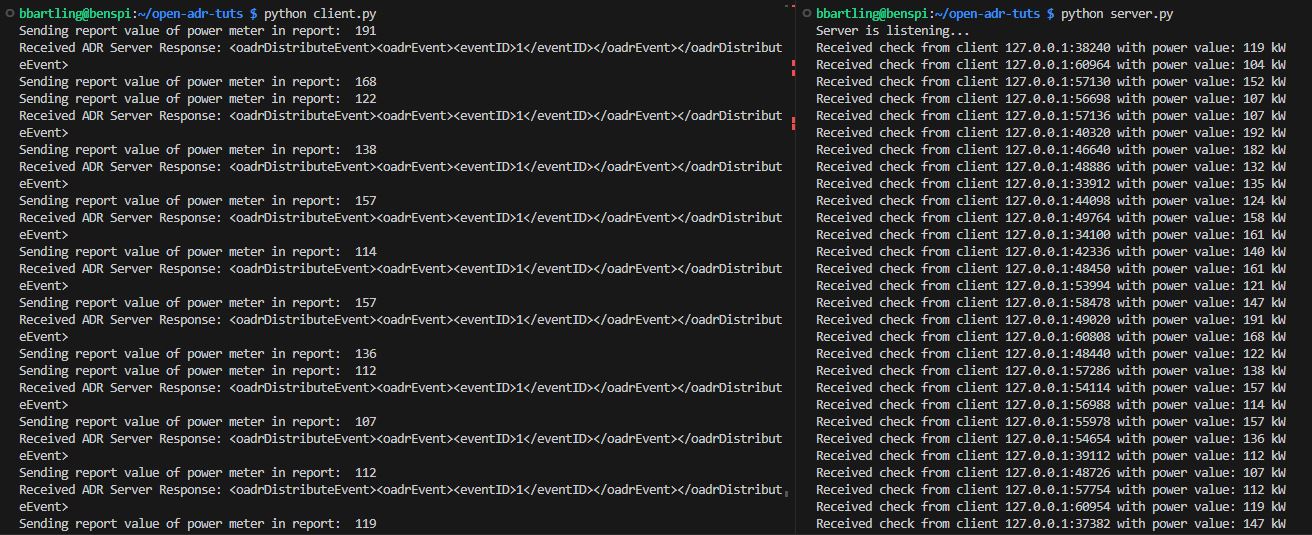 bbartling@benspi:~/open-adr-tuts $ python client.py
Sending report value of power meter in report:  191
Received ADR Server Response: <oadrDistributeEvent><oadrEvent><eventID>1</eventID></oadrEvent></oadrDistribut
eEvent>
Sending report value of power meter in report:  168
Sending report value of power meter in report:  122
Received ADR Server Response: <oadrDistributeEvent><oadrEvent><eventID>1</eventID></oadrEvent></oadrDistribut
eEvent>
Sending report value of power meter in report:  138
Received ADR Server Response: <oadrDistributeEvent><oadrEvent><eventID>1</eventID></oadrEvent></oadrDistribut
eEvent>
Sending report value of power meter in report:  157
Received ADR Server Response: <oadrDistributeEvent><oadrEvent><eventID>1</eventID></oadrEvent></oadrDistribut
eEvent>
Sending report value of power meter in report:  114
Received ADR Server Response: <oadrDistributeEvent><oadrEvent><eventID>1</eventID></oadrEvent></oadrDistribut
eEvent>
Sending report value of power meter in report:  157
Received ADR Server Response: <oadrDistributeEvent><oadrEvent><eventID>1</eventID></oadrEvent></oadrDistribut
eEvent>
Sending report value of power meter in report:  136
Sending report value of power meter in report:  112
Received ADR Server Response: <oadrDistributeEvent><oadrEvent><eventID>1</eventID></oadrEvent></oadrDistribut
eEvent>
Sending report value of power meter in report:  107
Received ADR Server Response: <oadrDistributeEvent><oadrEvent><eventID>1</eventID></oadrEvent></oadrDistribut
eEvent>
Sending report value of power meter in report:  112
Received ADR Server Response: <oadrDistributeEvent><oadrEvent><eventID>1</eventID></oadrEvent></oadrDistribut
eEvent>
Sending report value of power meter in report:  119
bbartling@benspi:~/open-adr-tuts $ python server.py
Server is listening...
Received check from client 127.0.0.1:38240 with power value: 119 kW
Received check from client 127.0.0.1:60964 with power value: 104 kW
Received check from client 127.0.0.1:57130 with power value: 152 kW
Received check from client 127.0.0.1:56698 with power value: 107 kW
Received check from client 127.0.0.1:57136 with power value: 107 kW
Received check from client 127.0.0.1:40320 with power value: 192 kW
Received check from client 127.0.0.1:46640 with power value: 182 kW
Received check from client 127.0.0.1:48886 with power value: 132 kW
Received check from client 127.0.0.1:33912 with power value: 135 kW
Received check from client 127.0.0.1:44098 with power value: 124 kW
Received check from client 127.0.0.1:49764 with power value: 158 kW
Received check from client 127.0.0.1:34100 with power value: 161 kW
Received check from client 127.0.0.1:42336 with power value: 140 kW
Received check from client 127.0.0.1:48450 with power value: 161 kW
Received check from client 127.0.0.1:53994 with power value: 121 kW
Received check from client 127.0.0.1:58478 with power value: 147 kW
Received check from client 127.0.0.1:49020 with power value: 191 kW
Received check from client 127.0.0.1:60808 with power value: 168 kW
Received check from client 127.0.0.1:48440 with power value: 122 kW
Received check from client 127.0.0.1:57286 with power value: 138 kW
Received check from client 127.0.0.1:54114 with power value: 157 kW
Received check from client 127.0.0.1:56988 with power value: 114 kW
Received check from client 127.0.0.1:55978 with power value: 157 kW
Received check from client 127.0.0.1:54654 with power value: 136 kW
Received check from client 127.0.0.1:39112 with power value: 112 kW
Received check from client 127.0.0.1:48726 with power value: 107 kW
Received check from client 127.0.0.1:57754 with power value: 112 kW
Received check from client 127.0.0.1:60954 with power value: 119 kW
Received check from client 127.0.0.1:37382 with power value: 147 kW